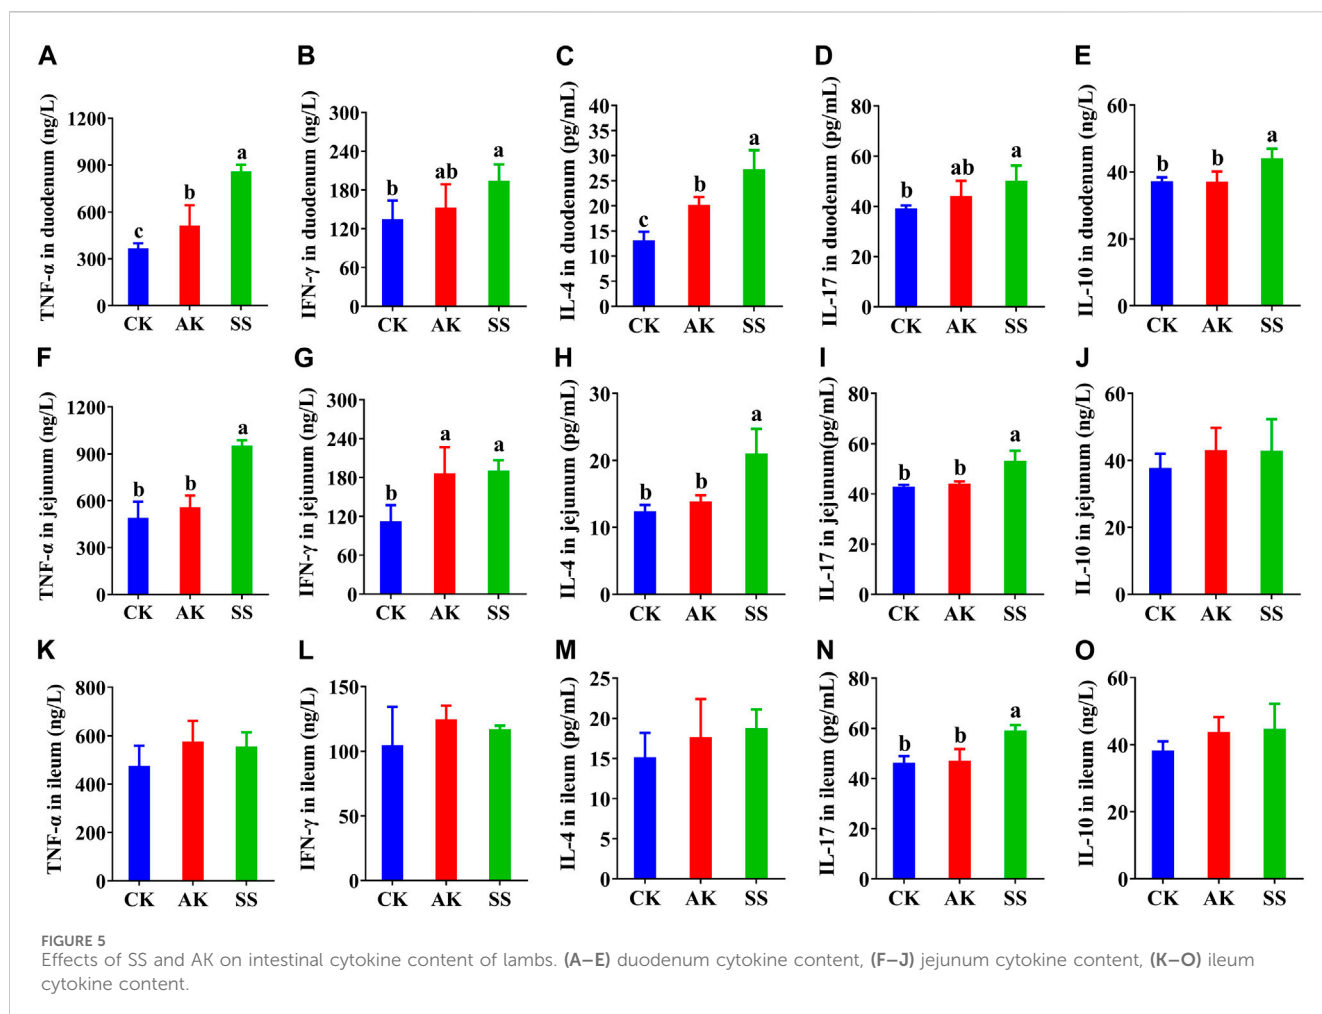 A B C D E
TNF-α in duodenum (ng/L)
1200
900
600
300
0
c b a
CK AK SS
IFN-γ in duodenum (ng/L)
300
240
180
120
60
0
b ab a
CK AK SS
IL-4 in duodenum (pg/mL)
40
35
30
25
20
15
10
5
0
c b a
CK AK SS
IL-17 in duodenum (pg/mL)
80
60
40
20
0
b ab a
CK AK SS
IL-10 in duodenum (ng/L)
60
40
20
0
b b a
CK AK SS
F G H I J
TNF-α in jejunum (ng/L)
1200
900
600
300
0
b b a
CK AK SS
IFN-γ in jejunum (ng/L)
300
240
180
120
60
0
b a a
CK AK SS
IL-4 in jejunum (pg/mL)
30
20
10
0
b b a
CK AK SS
IL-17 in jejunum(pg/mL)
80
60
40
20
0
b b a
CK AK SS
IL-10 in jejunum (ng/L)
60
40
20
0
CK AK SS
K L M N O
TNF-α in ileum (ng/L)
800
600
400
200
0
CK AK SS
IFN-γ in ileum (ng/L)
150
100
50
0
CK AK SS
IL-4 in ileum (pg/mL)
25
20
15
10
5
0
CK AK SS
IL-17 in ileum (pg/mL)
80
60
40
20
0
b b a
CK AK SS
IL-10 in ileum (ng/L)
60
40
20
0
CK AK SS
FIGURE 5
Effects of SS and AK on intestinal cytokine content of lambs. (A–E) duodenum cytokine content, (F–J) jejunum cytokine content, (K–O) ileum
cytokine content.